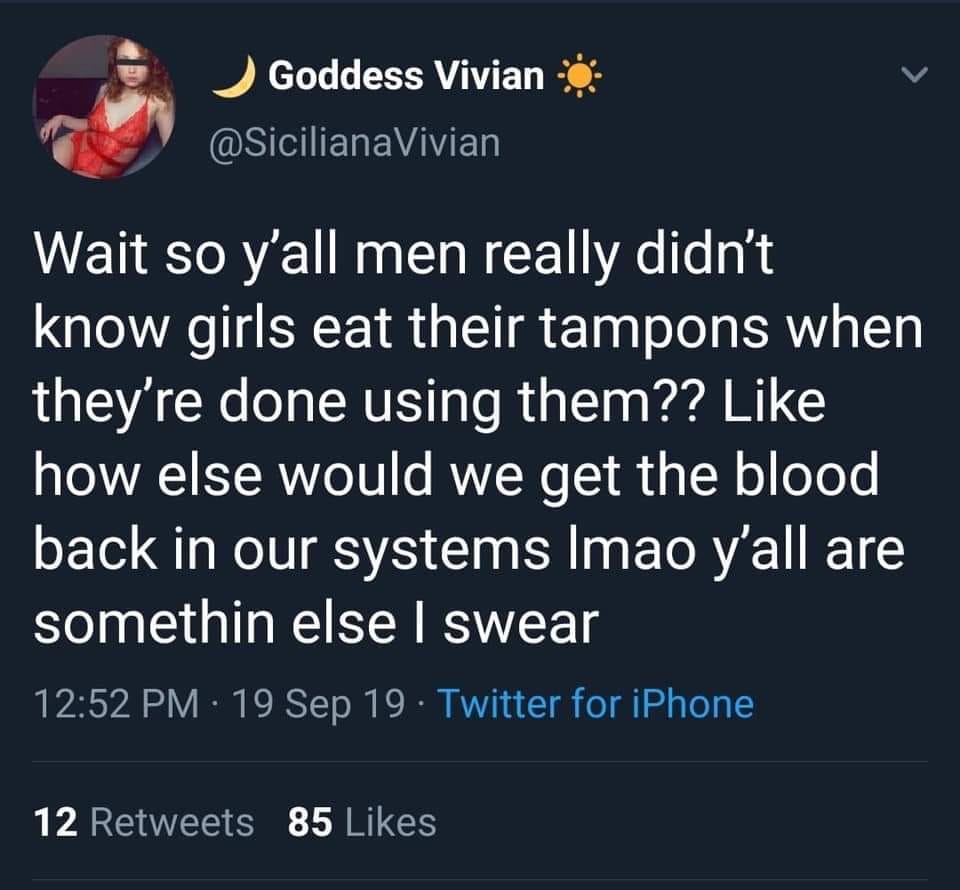 🌙 Goddess Vivian ☀️
@SicilianaVivian
Wait so y'all men really didn't
know girls eat their tampons when
they're done using them?? Like
how else would we get the blood
back in our systems lmao y'all are
somethin else I swear
12:52 PM · 19 Sep 19 · Twitter for iPhone
12 Retweets 85 Likes